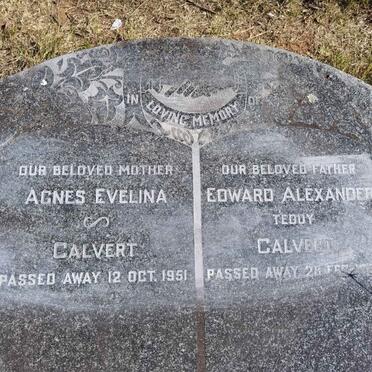 IN LOVING MEMORY OF
OUR BELOVED MOTHER
AGNES EVELINA
CALVERT
PASSED AWAY 12 OCT. 1951
OUR BELOVED FATHER
EDWARD ALEXANDER
TEDDY
CALVERT
PASSED AWAY